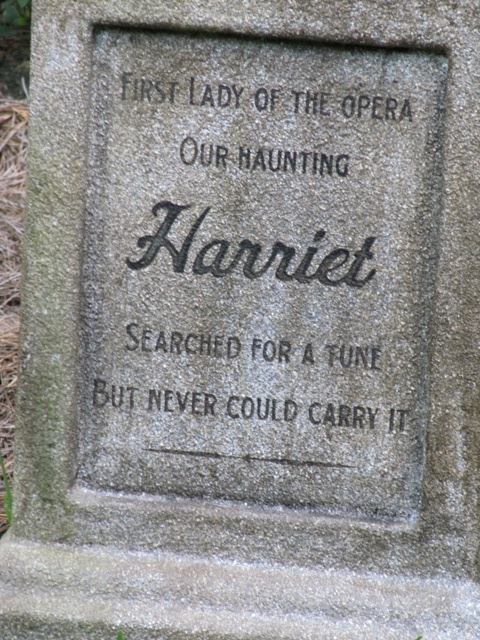 First Lady of the opera
Our haunting
Harriet
Searched for a tune
But never could carry it